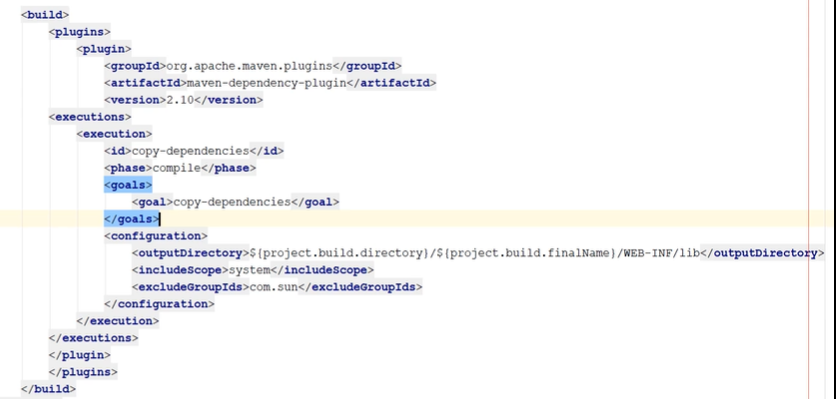 <build>
<plugins>
<plugin>
<groupId>org.apache.maven.plugins</groupId>
<artifactId>maven-dependency-plugin</artifactId>
<version>2.10</version>
<executions>
<execution>
<id>copy-dependencies</id>
<phase>compile</phase>
<goals>
<goal>copy-dependencies</goal>
</goals>
<configuration>
<outputDirectory>${project.build.directory}/${project.build.finalName}/WEB-INF/lib</outputDirectory>
<includeScope>system</includeScope>
<excludeGroupIds>com.sun</excludeGroupIds>
</configuration>
</execution>
</executions>
</plugin>
</plugins>
</build>